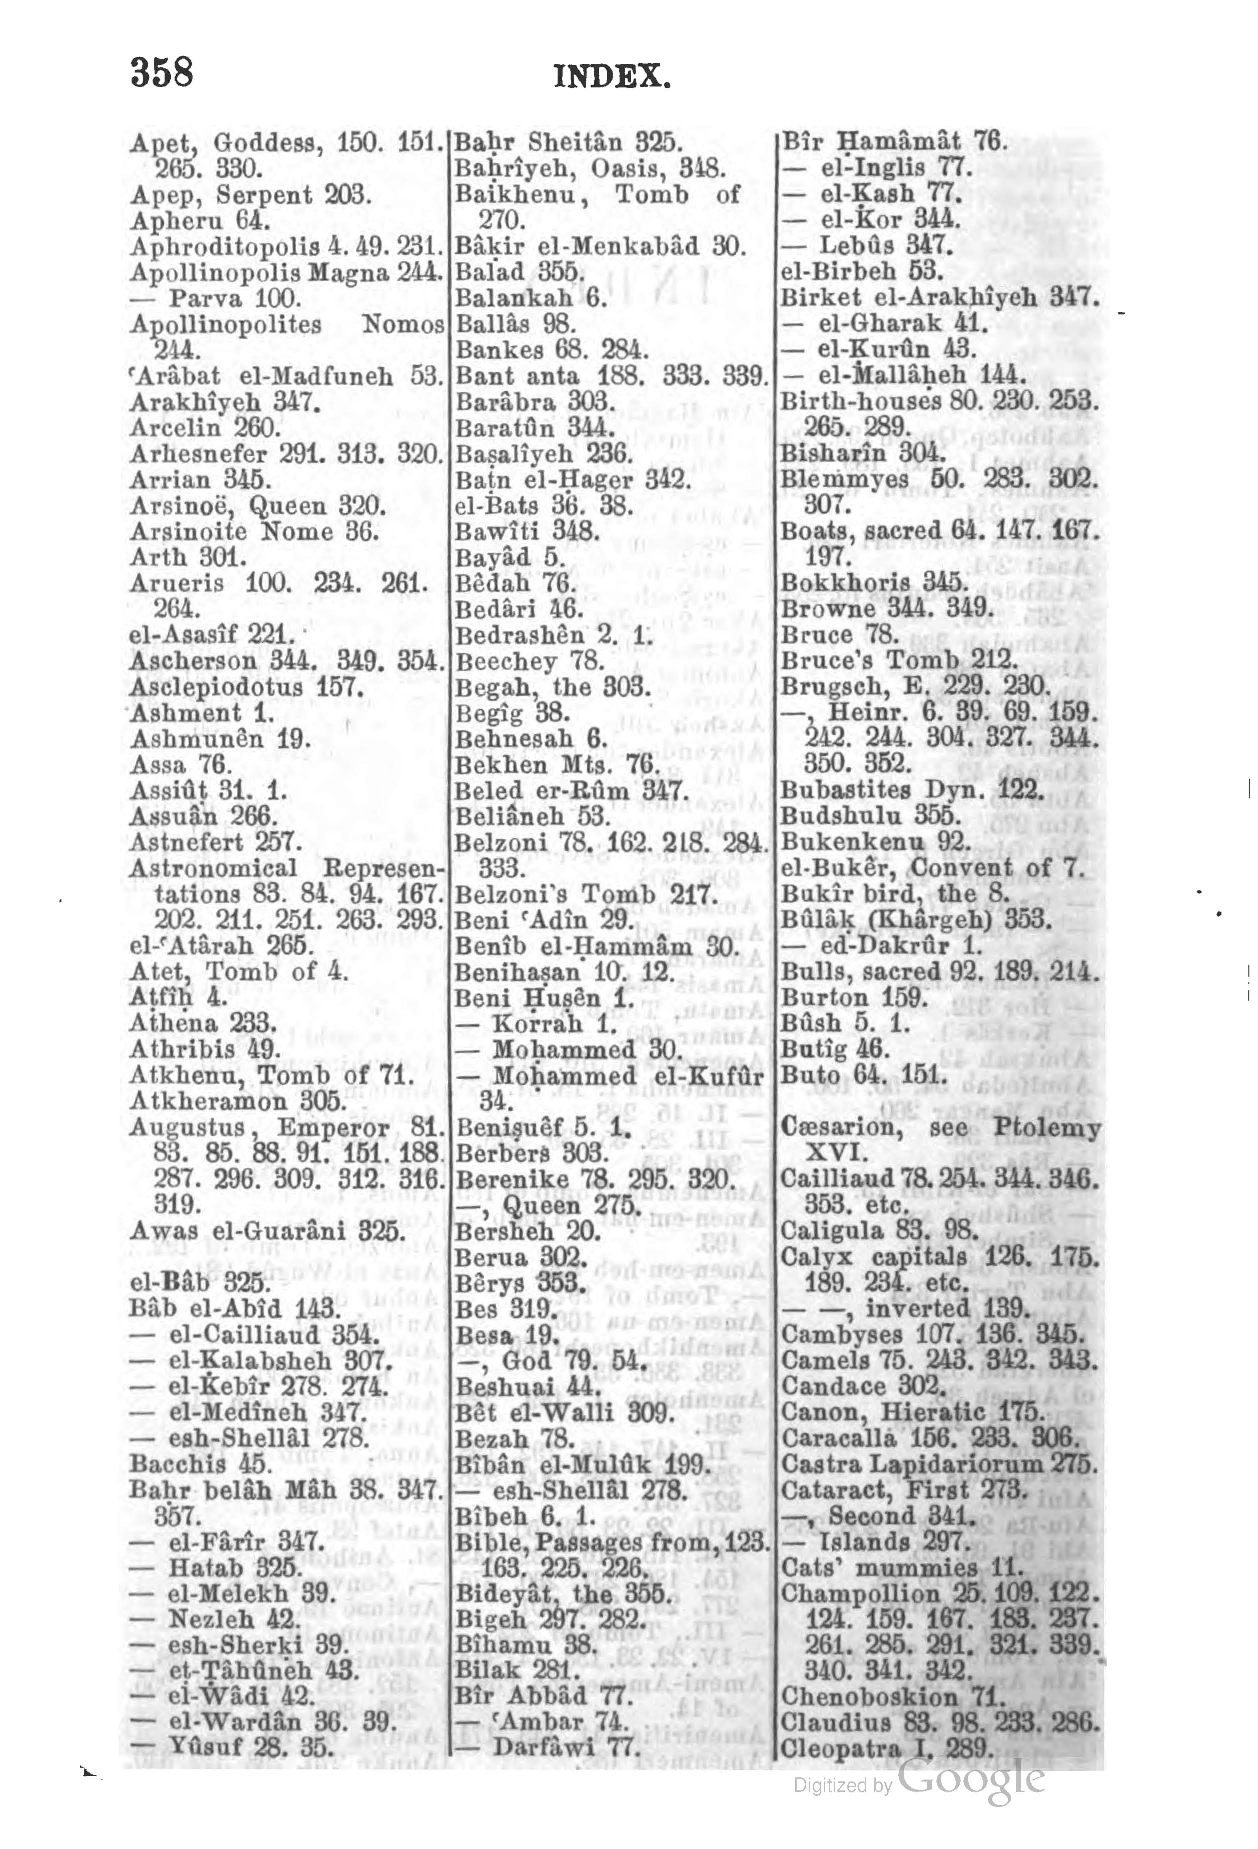 358
INDEX.
Apet, Goddess, 150. 151.
265. 330.
Apep, Serpent 203.
Apheru 64.
Aphroditopolis 4. 49. 231.
Apollinopolis Magna 244.
— Parva 100.
Apollinopolites Nomos
244.
ʿArâbat el-Madfuneh 53.
Arakhîyeh 347.
Arcelin 260.
Arhesnefer 291. 313. 320.
Arrian 345.
Arsinoë, Queen 320.
Arsinoite Nome 36.
Arth 301.
Arueris 100. 234. 261.
264.
el-Asasîf 221.
Ascherson 344. 349. 354.
Asclepiodotus 157.
Ashment 1.
Ashmunên 19.
Assa 76.
Assiûṭ 31. 1.
Assuân 266.
Astnefert 257.
Astronomical Represen-
tations 83. 84. 94. 167.
202. 211. 251. 263. 293.
el-ʿAtârah 265.
Atet, Tomb of 4.
Aṭfîḥ 4.
Athena 233.
Athribis 49.
Atkhenu, Tomb of 71.
Atkheramon 305.
Augustus, Emperor 81.
83. 85. 88. 91. 151. 188.
287. 296. 309. 312. 316.
319.
Awas el-Guarâni 325.
el-Bâb 325.
Bâb el-Abîd 143.
— el-Cailliaud 354.
— el-Kalabsheh 307.
— el-Kebîr 278. 274.
— el-Medîneh 347.
— esh-Shellâl 278.
Bacchis 45.
Baḥr belâh Mâh 38. 347.
357.
— el-Fârîr 347.
— Hatab 325.
— el-Melekh 39.
— Nezleh 42.
— esh-Sherḳi 39.
— eṭ-Ṭâhûneh 43.
— el-Wâdi 42.
— el-Wardân 36. 39.
— Yûsuf 28. 35.
Baḥr Sheitân 325.
Baḥrîyeh, Oasis, 348.
Baikhenu, Tomb of
270.
Bâḳir el-Menkabâd 30.
Balad 355.
Balankah 6.
Ballâs 98.
Bankes 68. 284.
Bant anta 188. 333. 339.
Barâbra 303.
Baratûn 344.
Baṣalîyeh 236.
Baṭn el-Ḥager 342.
el-Bats 36. 38.
Bawîti 348.
Bayâd 5.
Bêdah 76.
Bedâri 46.
Bedrashên 2. 1.
Beechey 78.
Begah, the 303.
Begîg 38.
Behnesah 6.
Bekhen Mts. 76.
Beled er-Rûm 347.
Beliâneh 53.
Belzoni 78. 162. 218. 284.
333.
Belzoni's Tomb 217.
Beni ʿAdîn 29.
Benîb el-Ḥammâm 30.
Beniḥasan 10. 12.
Beni Ḥusên 1.
— Korrah 1.
— Moḥammed 30.
— Moḥammed el-Kufûr
34.
Benisuêf 5. 1.
Berbers 303.
Berenike 78. 295. 320.
—, Queen 275.
Bersheh 20.
Berua 302.
Bêrys 353.
Bes 319.
Besa 19.
—, God 79. 54.
Beshuai 44.
Bêt el-Walli 309.
Bezah 78.
Bîbân el-Mulûk 199.
— esh-Shellâl 278.
Bîbeh 6. 1.
Bible, Passages from, 123.
163. 225. 226.
Bideyât, the 355.
Bigeh 297. 282.
Bîhamu 38.
Bilak 281.
Bîr Abbâd 77.
— ʿAmbar 74.
— Darfâwi 77.
Bîr Ḥamâmât 76.
— el-Inglis 77.
— el-Ḳash 77.
— el-Kor 344.
— Lebûs 347.
el-Birbeh 53.
Birket el-Arakhîyeh 347.
— el-Gharak 41.
— el-Ḳurûn 43.
— el-Mallâḥeh 144.
Birth-houses 80. 230. 253.
265. 289.
Bisharîn 304.
Blemmyes 50. 283. 302.
307.
Boats, sacred 64. 147. 167.
197.
Bokkhoris 345.
Browne 344. 349.
Bruce 78.
Bruce's Tomb 212.
Brugsch, E. 229. 230.
—, Heinr. 6. 39. 69. 159.
242. 244. 304. 327. 344.
350. 352.
Bubastites Dyn. 122.
Budshulu 355.
Bukenkenu 92.
el-Bukêr, Convent of 7.
Bukîr bird, the 8.
Bûlâḳ (Khârgeh) 353.
— ed-Dakrûr 1.
Bulls, sacred 92. 189. 214.
Burton 159.
Bûsh 5. 1.
Butîg 46.
Buto 64. 151.
Cæsarion, see Ptolemy
XVI.
Cailliaud 78. 254. 344. 346.
353. etc.
Caligula 83. 98.
Calyx capitals 126. 175.
189. 234. etc.
— —, inverted 139.
Cambyses 107. 136. 345.
Camels 75. 243. 342. 343.
Candace 302.
Canon, Hieratic 175.
Caracalla 156. 233. 306.
Castra Lapidariorum 275.
Cataract, First 273.
—, Second 341.
— Islands 297.
Cats' mummies 11.
Champollion 25. 109. 122.
124. 159. 167. 183. 237.
261. 285. 291. 321. 339.
340. 341. 342.
Chenoboskion 71.
Claudius 83. 98. 233. 286.
Cleopatra I. 289.
Digitized by Google